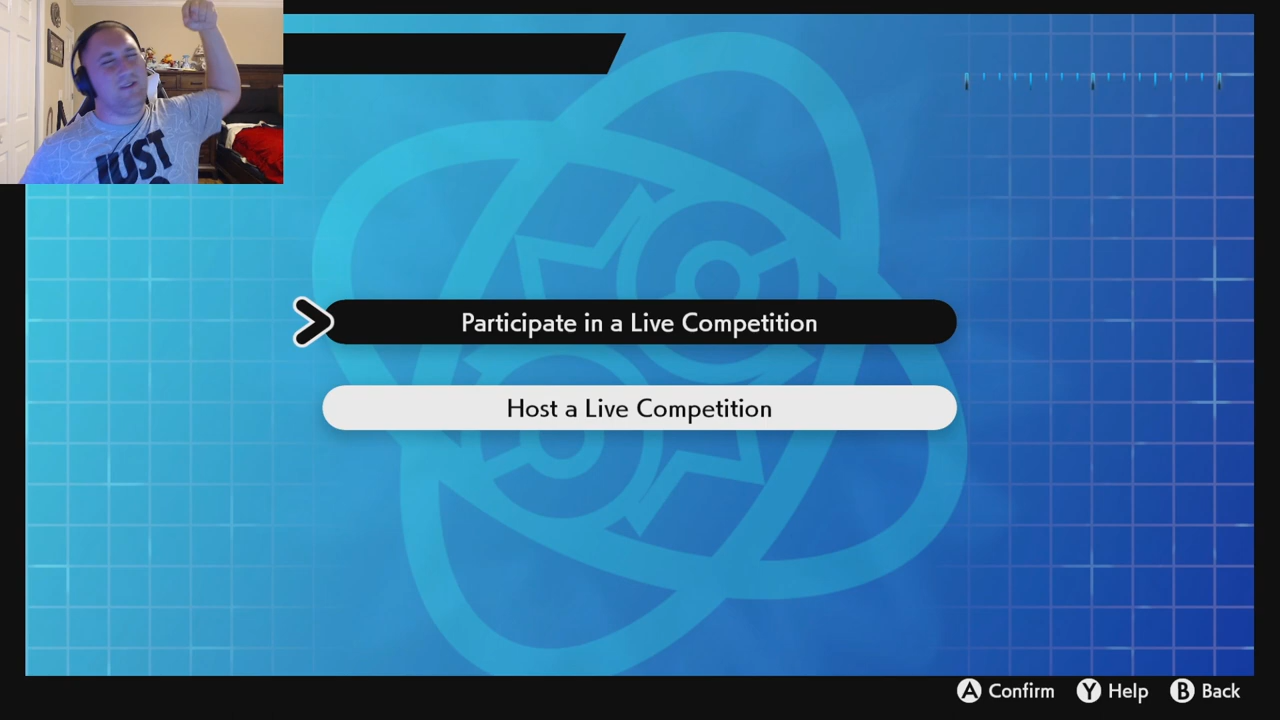 JUST
Participate in a Live Competition
Host a Live Competition
A Confirm Y Help B Back